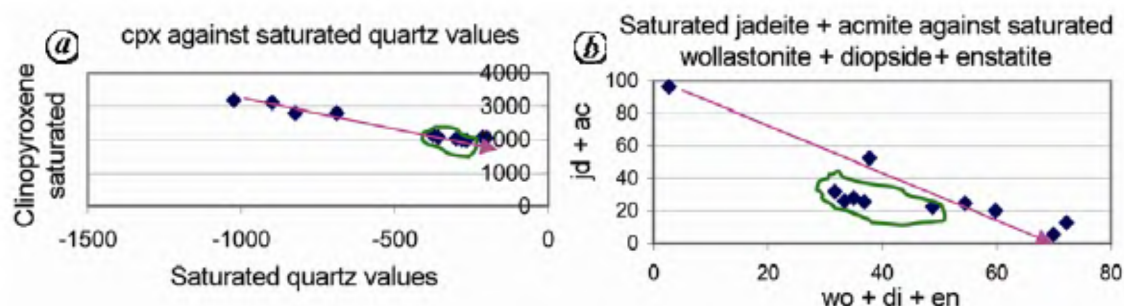 a
cpx against saturated quartz values
Clinopyroxene
saturated
4000
3000
2000
1000
0
-1500
-1000
-500
0
Saturated quartz values
b
Saturated jadeite + acmite against saturated
wollastonite + diopside + enstatite
jd + ac
100
80
60
40
20
0
0
20
40
60
80
wo + di + en